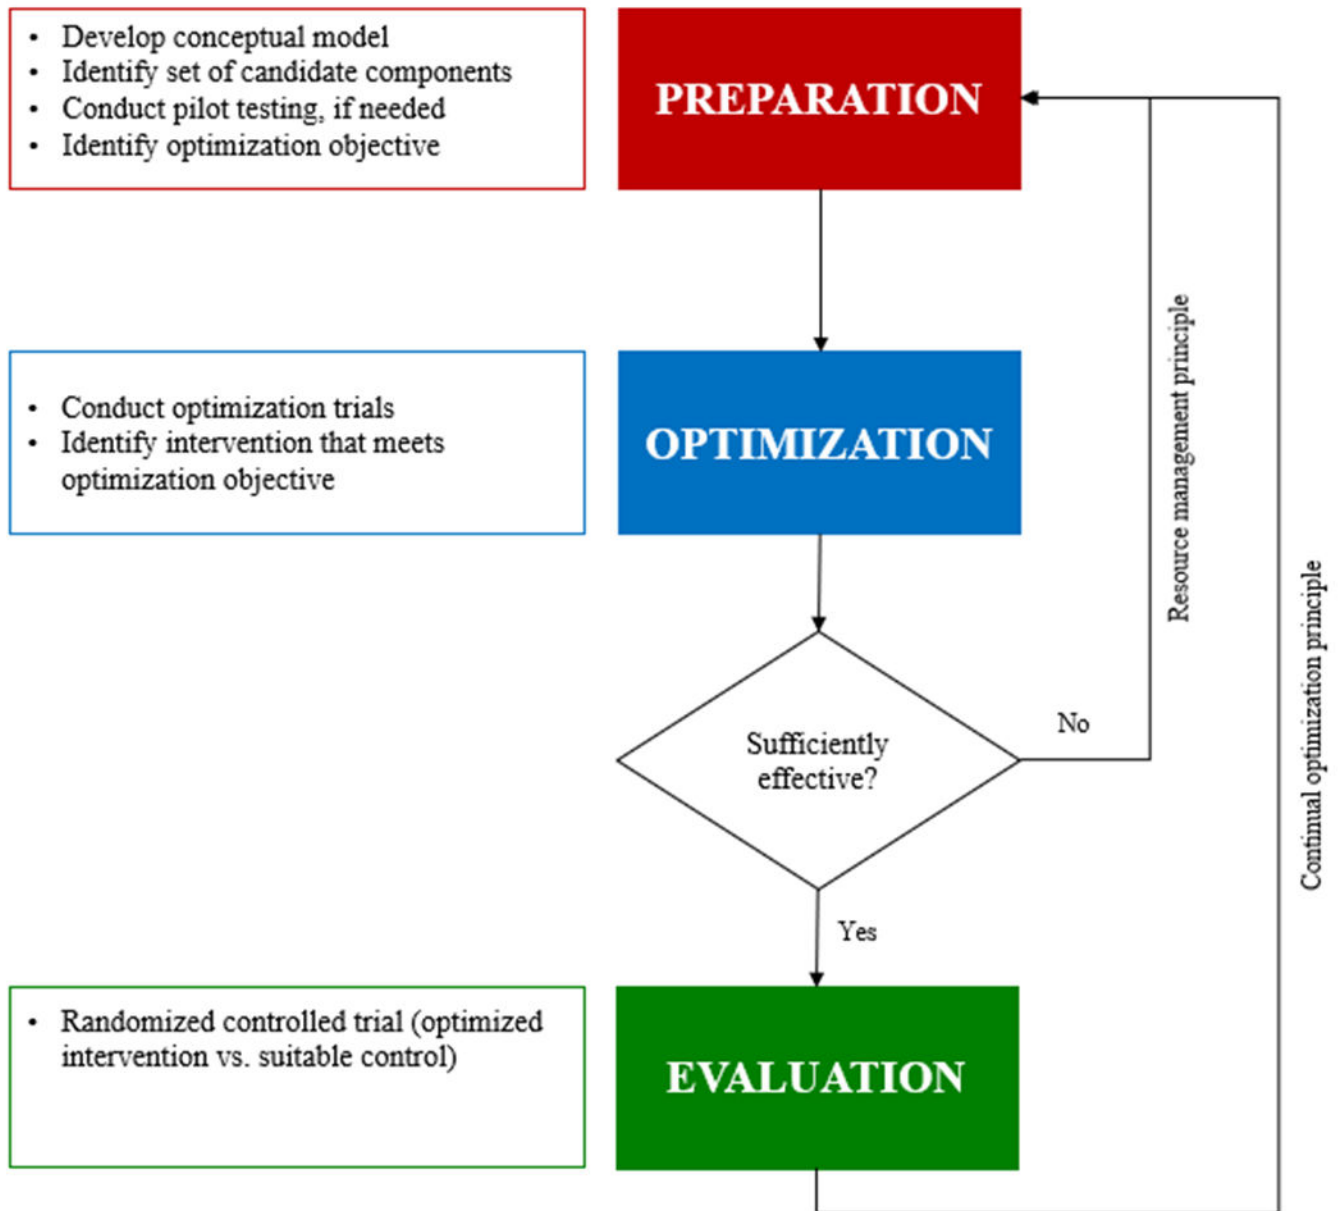 • Develop conceptual model
• Identify set of candidate components
• Conduct pilot testing, if needed
• Identify optimization objective
PREPARATION
• Conduct optimization trials
• Identify intervention that meets
optimization objective
OPTIMIZATION
Resource management principle
Continual optimization principle
Sufficiently
effective?
No
Yes
• Randomized controlled trial (optimized
intervention vs. suitable control)
EVALUATION